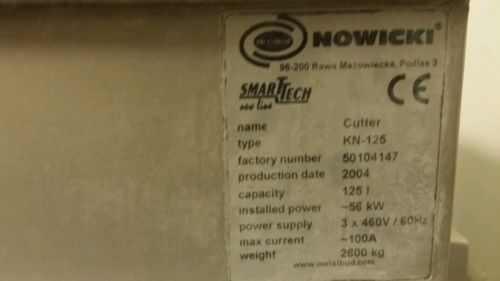 Metalbud NOWICKI®
96-200 Rawa Mazowiecka, Podlas 3
SMARTTECH CE
new line
name Cutter
type KN-125
factory number 50104147
production date 2004
capacity 125 l
installed power ~56 kW
power supply 3 x 460V / 60Hz
max current ~100A
weight 2600 kg
www.metalbud.com